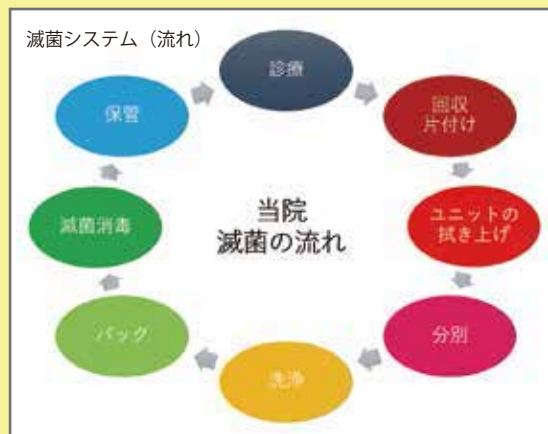 滅菌システム（流れ）
診療
回収
片付け
ユニットの
拭き上げ
分別
洗浄
パック
滅菌消毒
保管
当院
滅菌の流れ